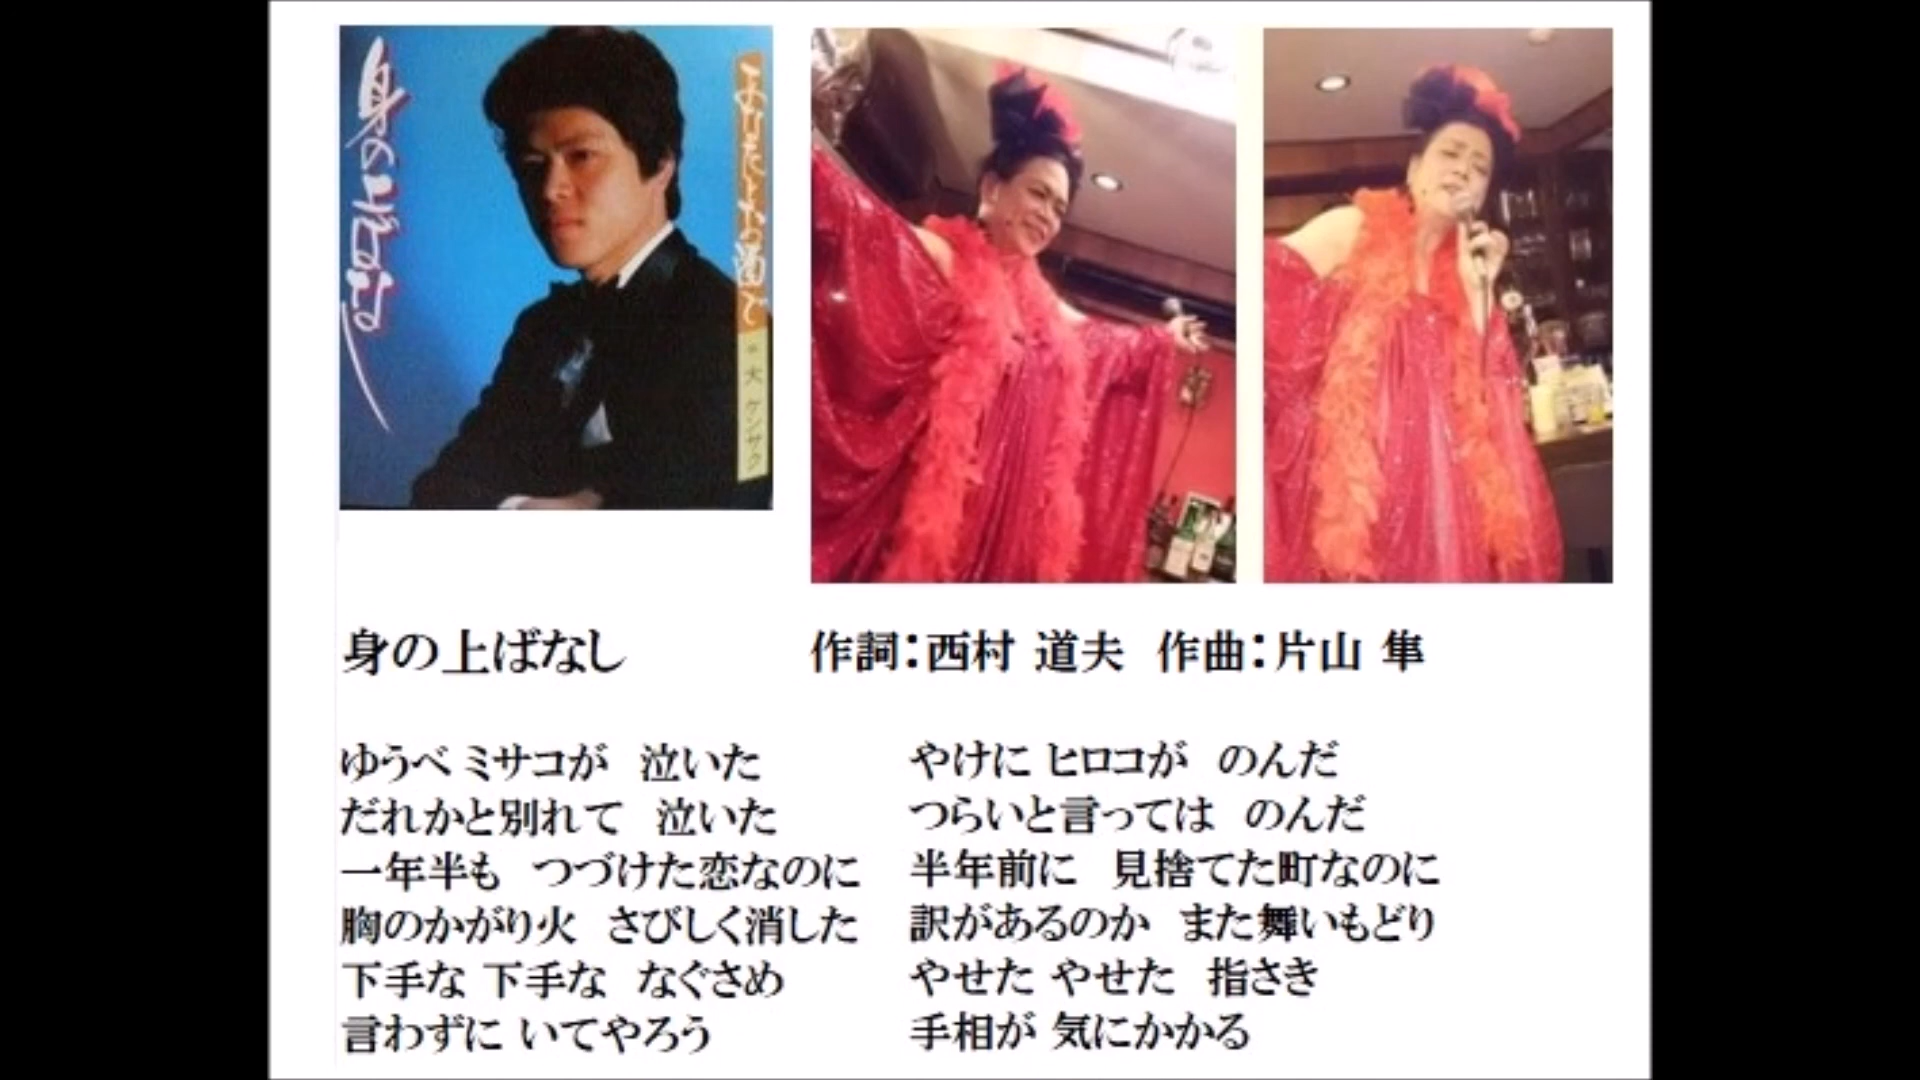 身の上ばなし
あなたとお酒で
大 ケンサク
身の上ばなし
作詞：西村 道夫 作曲：片山 隼
ゆうべ ミサコが 泣いた
だれかと別れて 泣いた
一年半も つづけた恋なのに
胸のかがり火 さびしく消した
下手な 下手な なぐさめ
言わずに いてやろう
やけに ヒロコが のんだ
つらいと言っては のんだ
半年前に 見捨てた町なのに
訳があるのか また舞いもどり
やせた やせた 指さき
手相が 気にかかる